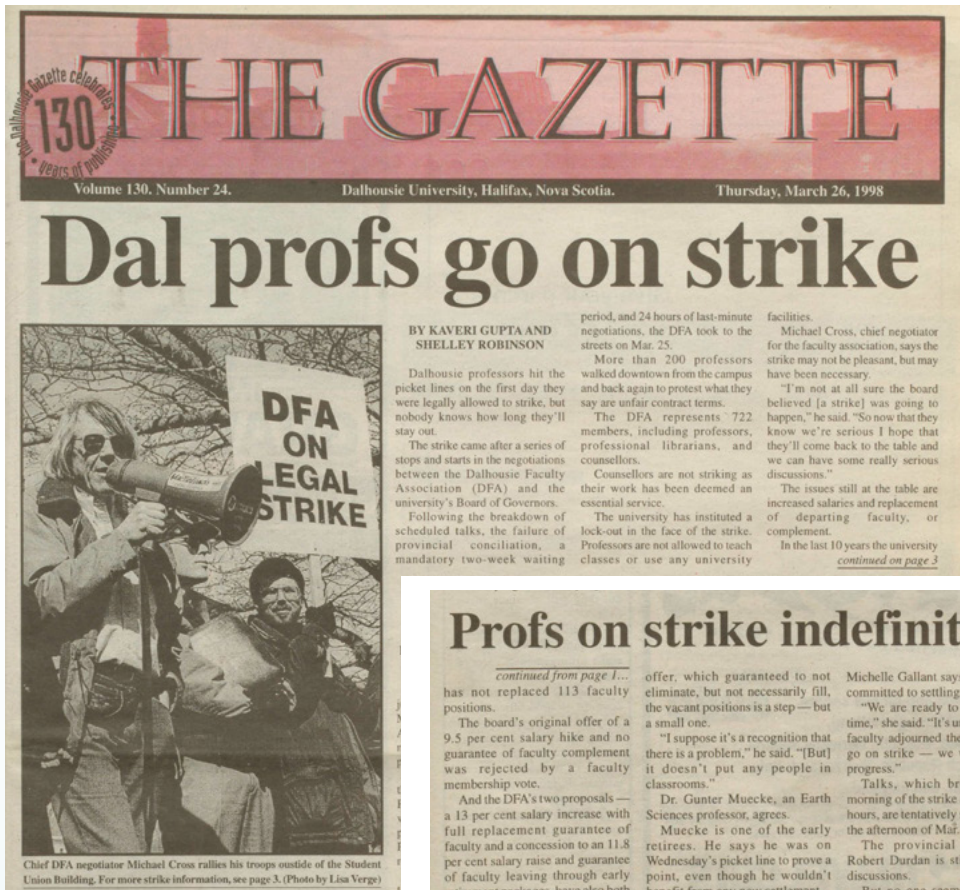 The Dalhousie Gazette celebrates
130
years of publishing
THE GAZETTE
Volume 130. Number 24.
Dalhousie University, Halifax, Nova Scotia.
Thursday, March 26, 1998
Dal profs go on strike
DFA
ON
LEGAL
STRIKE
Chief DFA negotiator Michael Cross rallies his troops oustide of the Student
Union Building. For more strike information, see page 3. (Photo by Lisa Verge)
BY KAVERI GUPTA AND
SHELLEY ROBINSON
Dalhousie professors hit the
picket lines on the first day they
were legally allowed to strike, but
nobody knows how long they'll
stay out.
The strike came after a series of
stops and starts in the negotiations
between the Dalhousie Faculty
Association (DFA) and the
university's Board of Governors.
Following the breakdown of
scheduled talks, the failure of
provincial conciliation, a
mandatory two-week waiting
period, and 24 hours of last-minute
negotiations, the DFA took to the
streets on Mar. 25.
More than 200 professors
walked downtown from the campus
and back again to protest what they
say are unfair contract terms.
The DFA represents 722
members, including professors,
professional librarians, and
counsellors.
Counsellors are not striking as
their work has been deemed an
essential service.
The university has instituted a
lock-out in the face of the strike.
Professors are not allowed to teach
classes or use any university
facilities.
Michael Cross, chief negotiator
for the faculty association, says the
strike may not be pleasant, but may
have been necessary.
"I'm not at all sure the board
believed [a strike] was going to
happen," he said. "So now that they
know we're serious I hope that
they'll come back to the table and
we can have some really serious
discussions."
The issues still at the table are
increased salaries and replacement
of departing faculty, or
complement.
In the last 10 years the university
continued on page 3
Profs on strike indefinit
continued from page 1...
has not replaced 113 faculty
positions.
The board's original offer of a
9.5 per cent salary hike and no
guarantee of faculty complement
was rejected by a faculty
membership vote.
And the DFA's two proposals —
a 13 per cent salary increase with
full replacement guarantee of
faculty and a concession to an 11.8
per cent salary raise and guarantee
of faculty leaving through early
offer, which guaranteed to not
eliminate, but not necessarily fill,
the vacant positions is a step — but
a small one.
"I suppose it's a recognition that
there is a problem," he said. "[But]
it doesn't put any people in
classrooms."
Dr. Gunter Muecke, an Earth
Sciences professor, agrees.
Muecke is one of the early
retirees. He says he was on
Wednesday's picket line to prove a
point, even though he wouldn't
Michelle Gallant says
committed to settling
"We are ready to
time," she said. "It's u
faculty adjourned the
go on strike — we
progress."
Talks, which br
morning of the strike
hours, are tentatively
the afternoon of Mar.
The provincial
Robert Durdan is st
discussions.